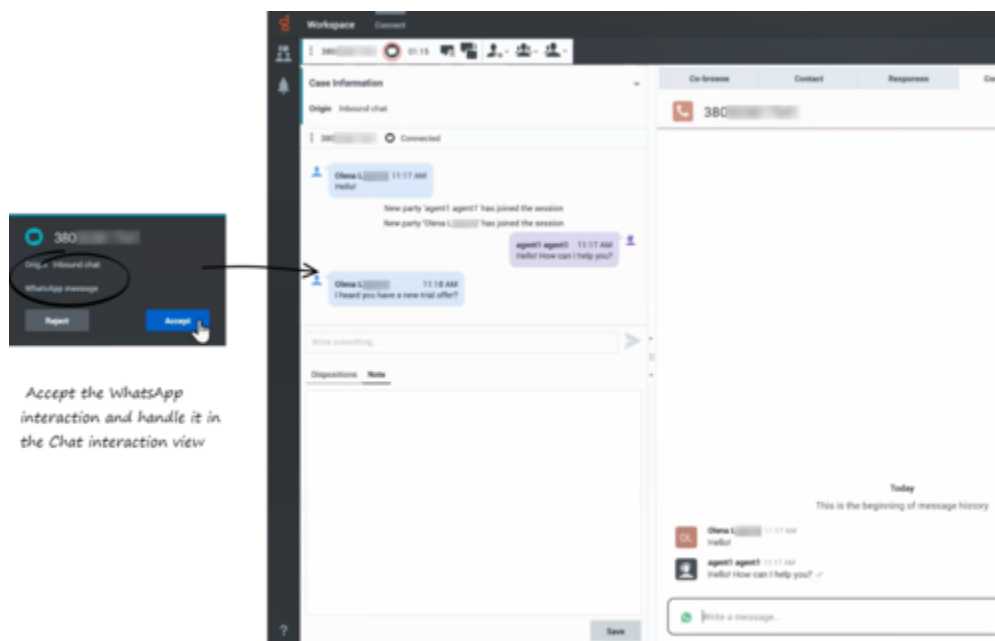 Workspace
Connect
380
01:15
Case Information
Origin Inbound chat
380
Connected
Olena L 11:17 AM
Hello!
New party 'agent1 agent1' has joined the session
New party 'Olena L' has joined the session
agent1 agent1 11:17 AM
Hello! How can I help you?
Olena L 11:18 AM
I heard you have a new trial offer?
Write something...
Dispositions Note
Save
?
Co-browse Contact Responses Co
380
Today
This is the beginning of message history
OL
Olena L 11:17 AM
Hello!
agent1 agent1 11:17 AM
Hello! How can I help you?
Write a message...
380
Origin Inbound chat
WhatsApp message
Reject Accept
Accept the WhatsApp
interaction and handle it in
the Chat interaction view